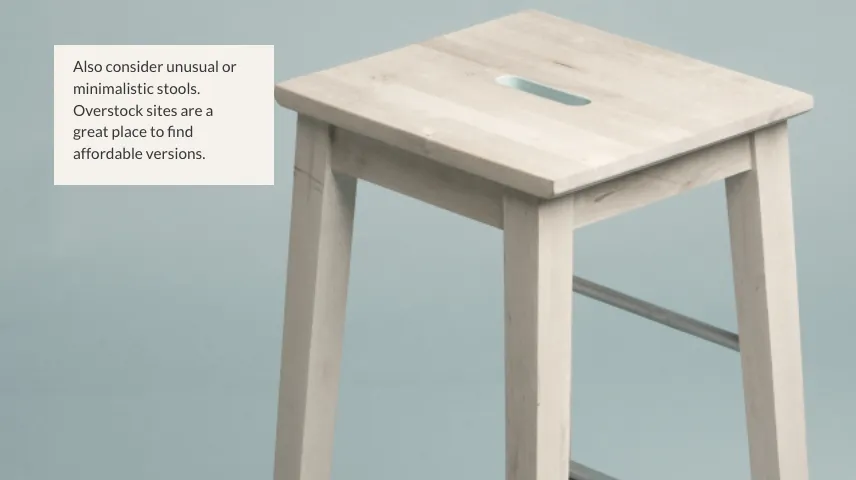 Also consider unusual or
minimalistic stools.
Overstock sites are a
great place to find
affordable versions.